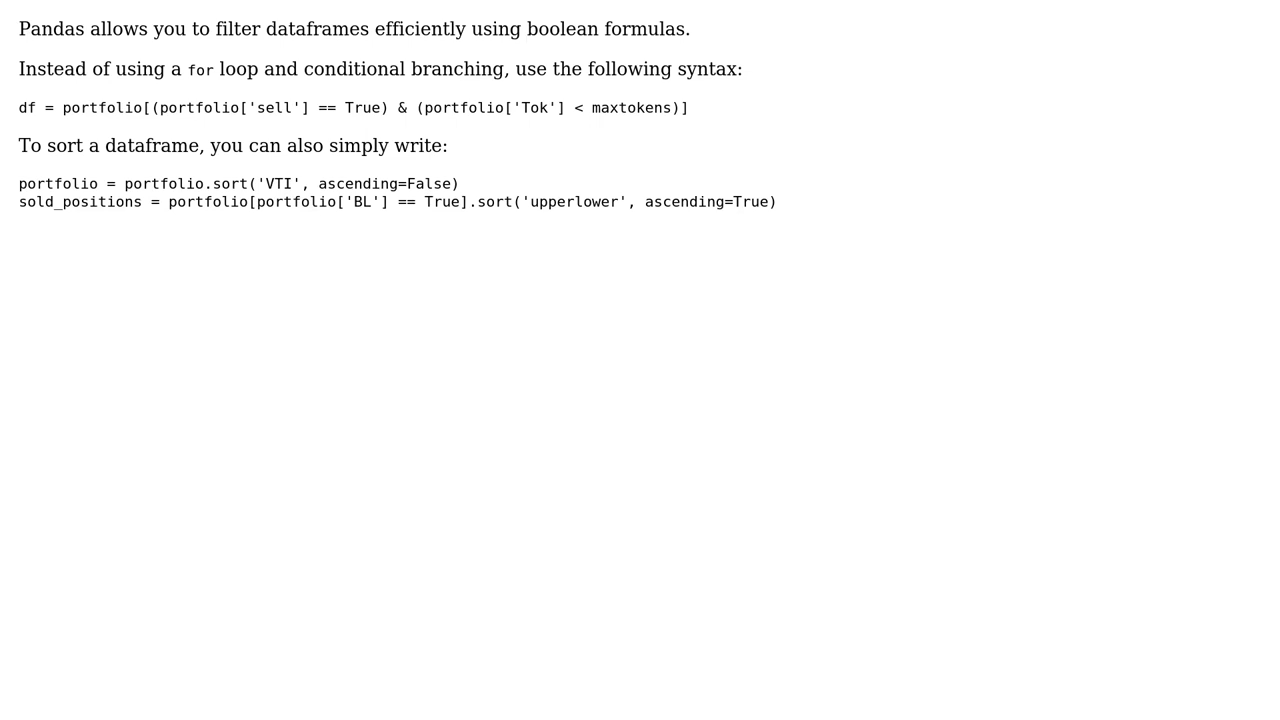 Pandas allows you to filter dataframes efficiently using boolean formulas.
Instead of using a for loop and conditional branching, use the following syntax:
df = portfolio[(portfolio['sell'] == True) & (portfolio['Tok'] < maxtokens)]
To sort a dataframe, you can also simply write:
portfolio = portfolio.sort('VTI', ascending=False)
sold_positions = portfolio[portfolio['BL'] == True].sort('upperlower', ascending=True)